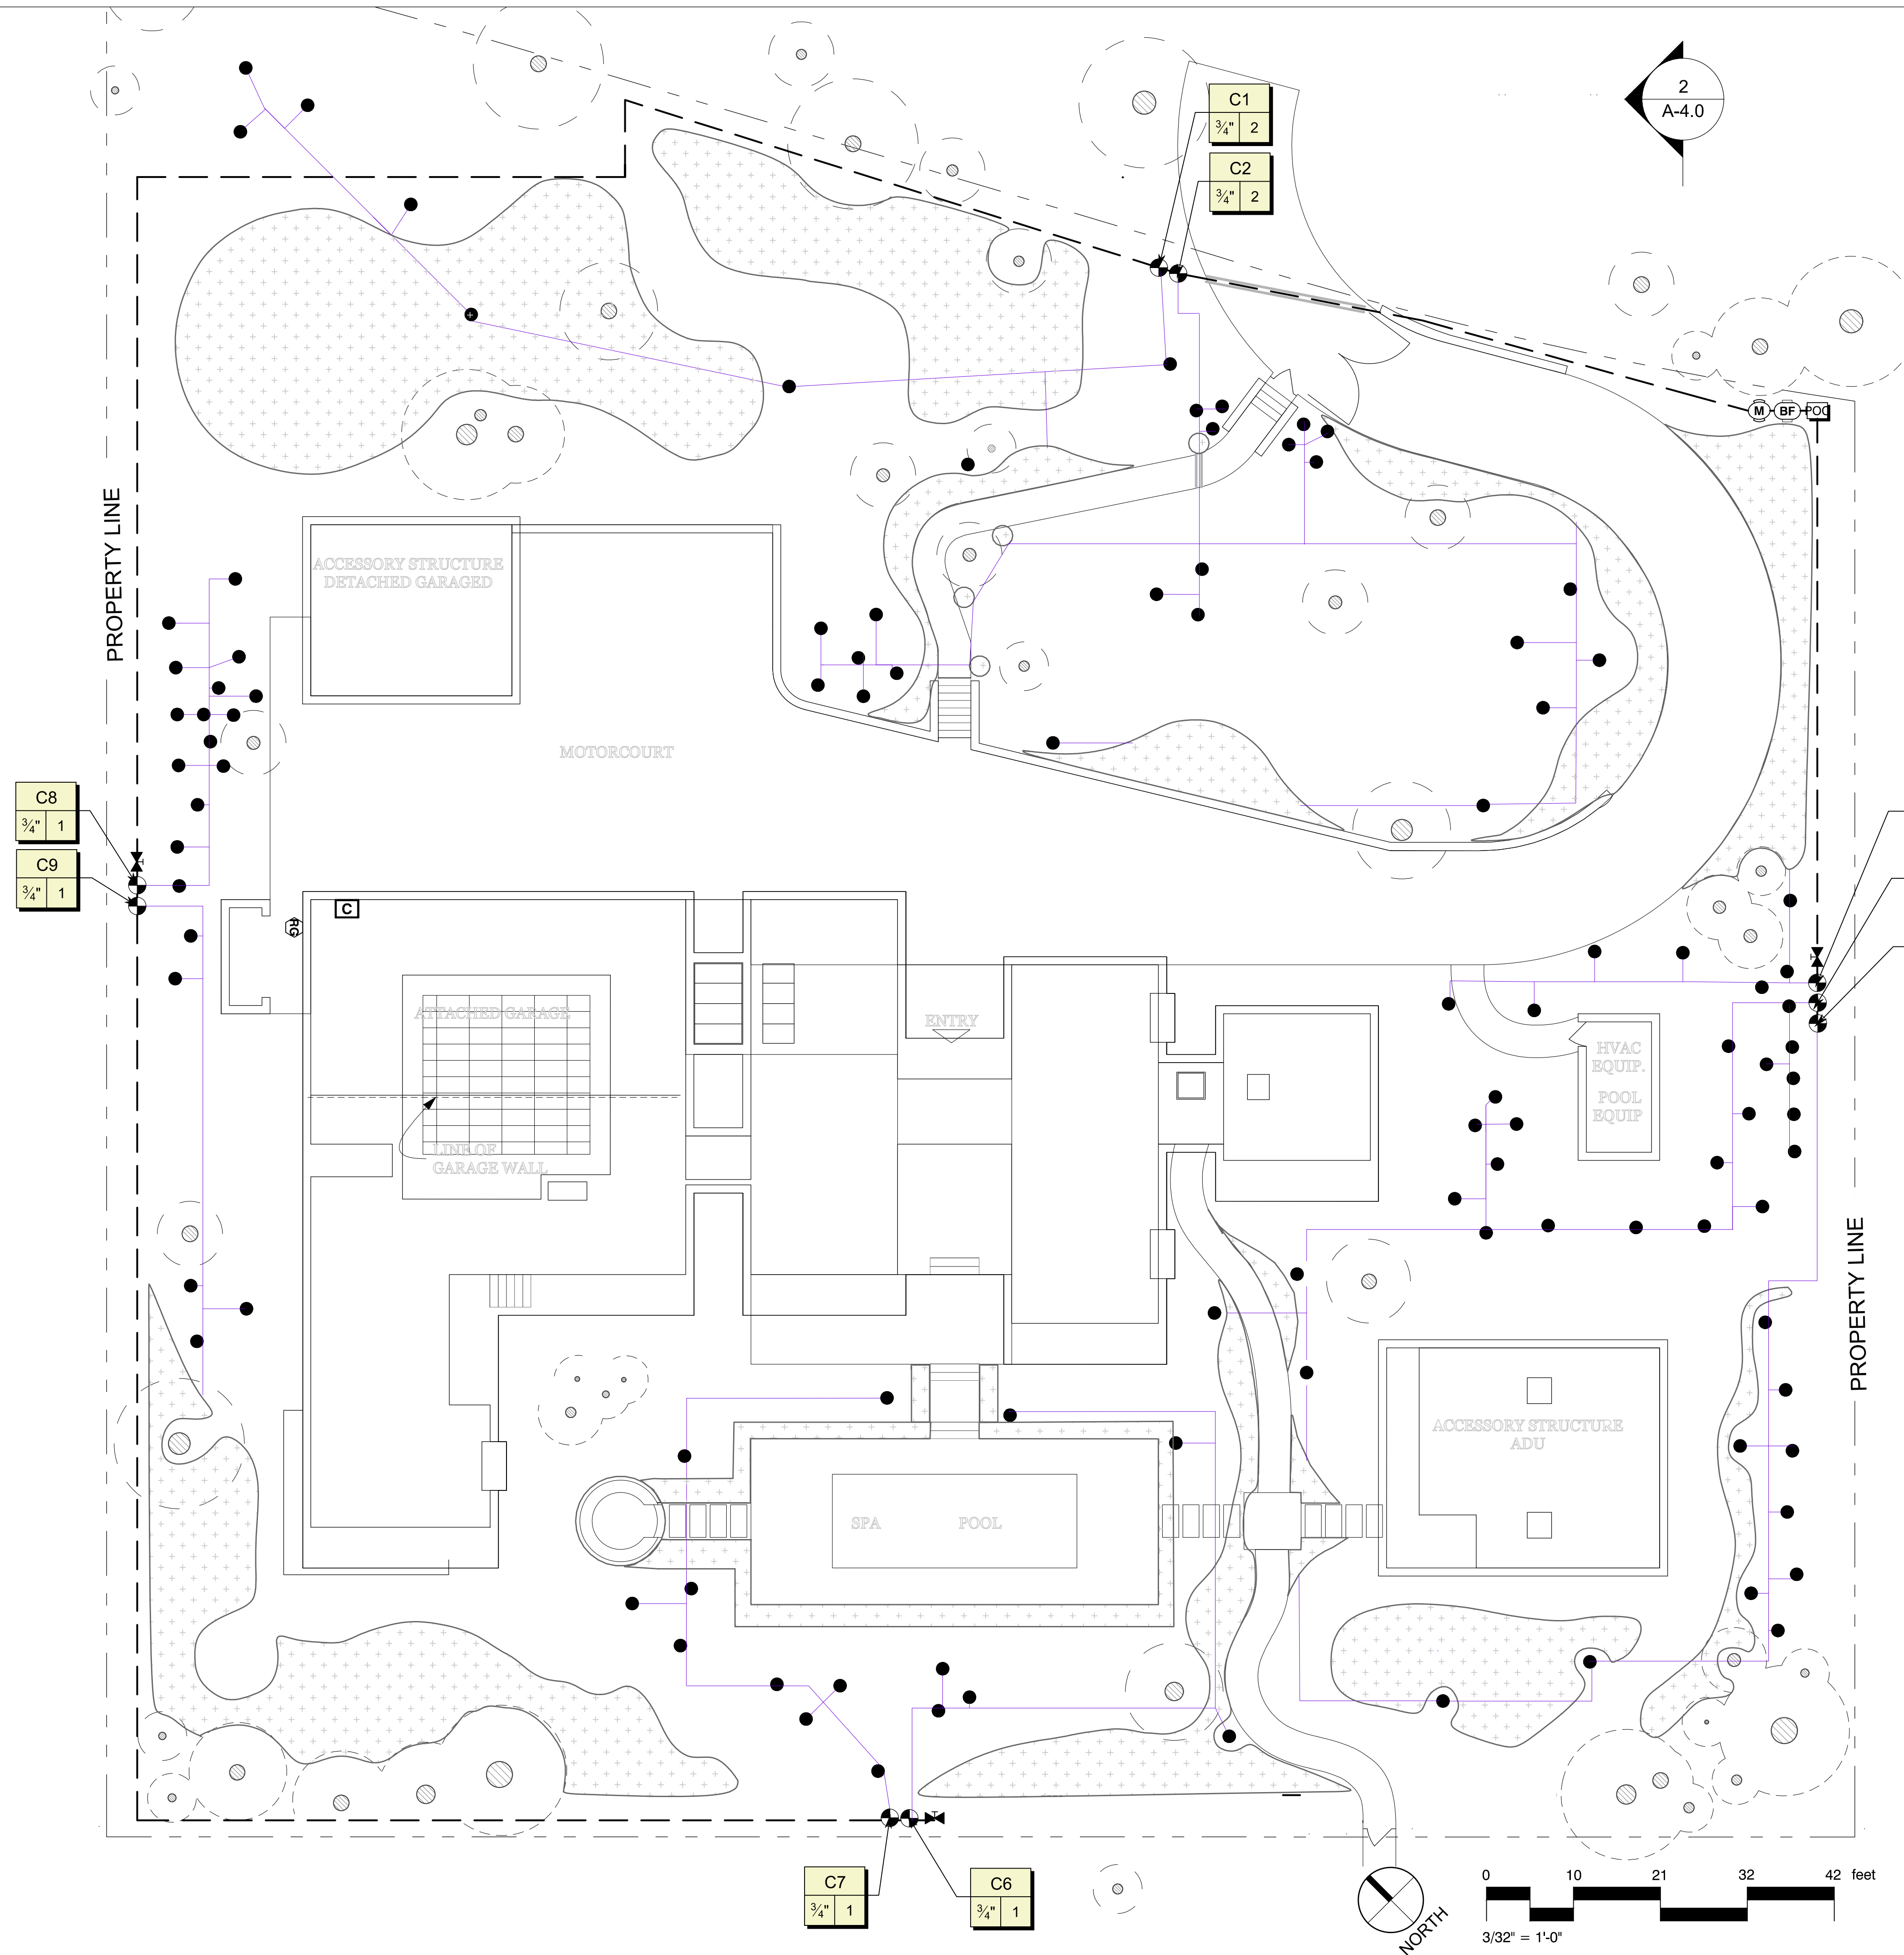 2
A-4.0
C1
¾" 2
C2
¾" 2
M BF POC
PROPERTY LINE
ACCESSORY STRUCTURE
DETACHED GARAGED
MOTORCOURT
C8
¾" 1
C9
¾" 1
C
RG
ATTACHED GARAGE
ENTRY
HVAC
EQUIP.
POOL
EQUIP
LINE OF
GARAGE WALL
PROPERTY LINE
ACCESSORY STRUCTURE
ADU
SPA POOL
C7
¾" 1
C6
¾" 1
NORTH
0 10 21 32 42 feet
3/32" = 1'-0"